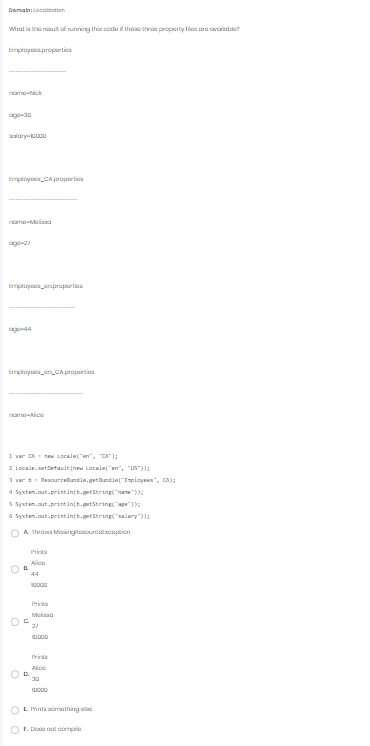 Domain:Localization
What is the result of running this code if these three property files are available?
Employees.properties
--------------------
name=Nick
age=30
salary=10000
Employees_CA.properties
------------------------
name=Melissa
age=27
Employees_en.properties
-----------------------
age=44
Employees_en_CA.properties
--------------------------
name=Alice
1 var CA = new Locale("en", "CA");
2 Locale.setDefault(new Locale("en", "US"));
3 var b = ResourceBundle.getBundle("Employees", CA);
4 System.out.println(b.getString("name"));
5 System.out.println(b.getString("age"));
6 System.out.println(b.getString("salary"));
A. Throws MissingResourceException
B.
Prints
Alice
44
10000
C.
Prints
Melissa
27
10000
D.
Prints
Alice
30
10000
E. Prints something else
F. Does not compile